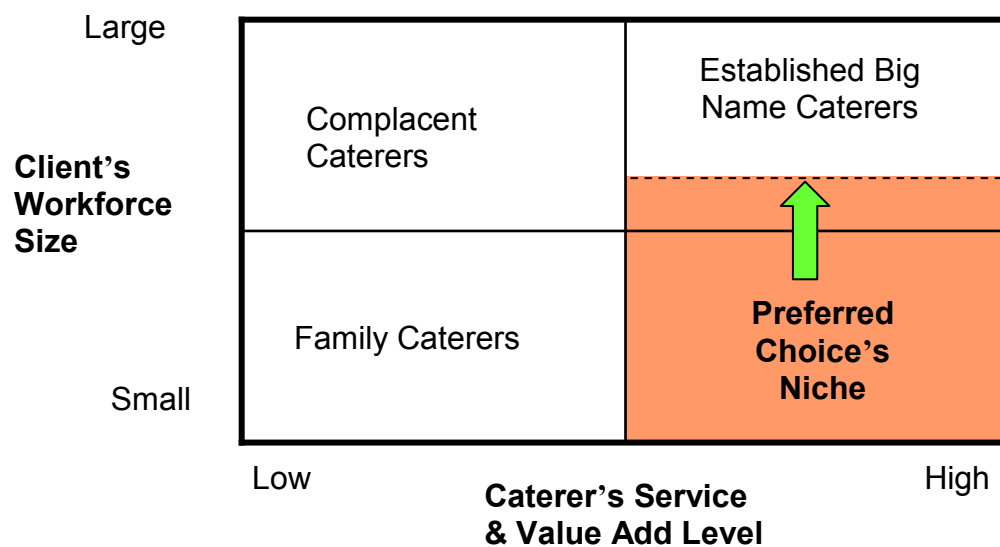 Large
Established Big
Name Caterers
Complacent
Caterers
Client’s
Workforce
Size
Preferred
Choice’s
Niche
Family Caterers
Small
Low
High
Caterer’s Service
& Value Add Level